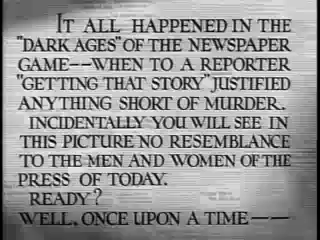 IT ALL HAPPENED IN THE
"DARK AGES" OF THE NEWSPAPER
GAME--WHEN TO A REPORTER
"GETTING THAT STORY" JUSTIFIED
ANYTHING SHORT OF MURDER.
INCIDENTALLY YOU WILL SEE IN
THIS PICTURE NO RESEMBLANCE
TO THE MEN AND WOMEN OF THE
PRESS OF TODAY.
READY?
WELL, ONCE UPON A TIME--